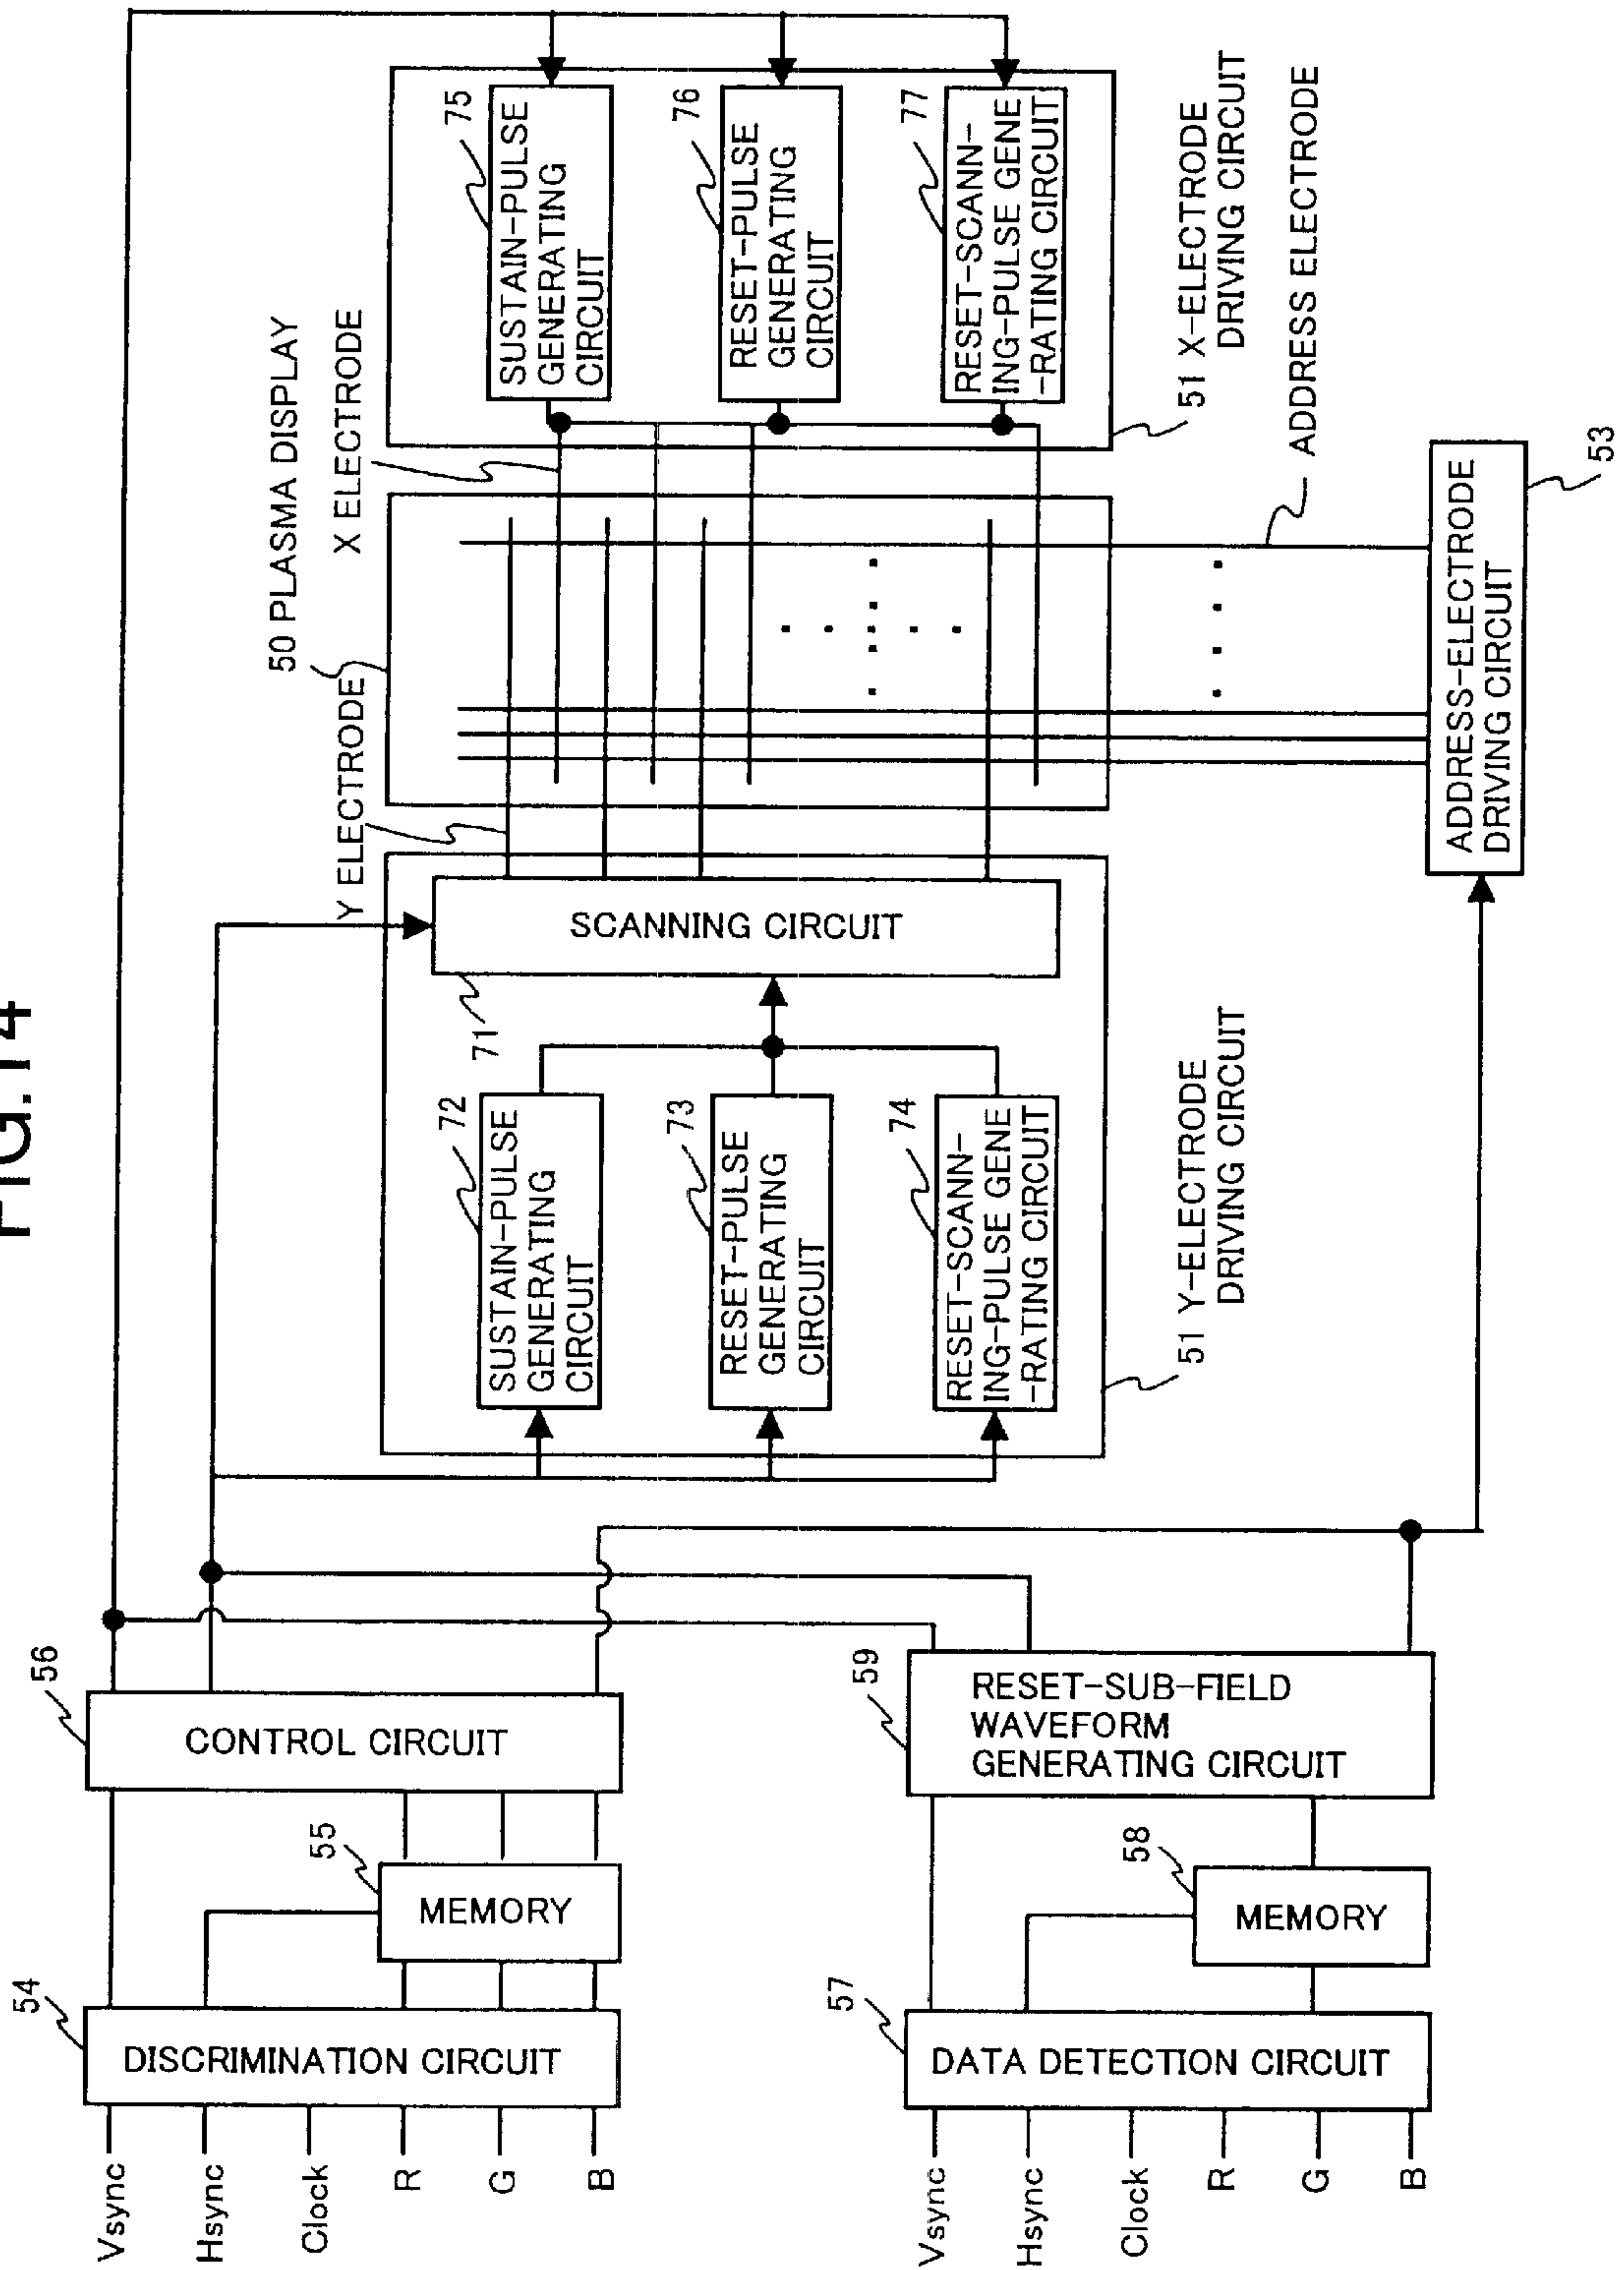 FIG.14
Vsync
Hsync
Clock
R
G
B
54
DISCRIMINATION CIRCUIT
55
MEMORY
56
CONTROL CIRCUIT
Vsync
Hsync
Clock
R
G
B
57
DATA DETECTION CIRCUIT
58
MEMORY
59
RESET-SUB-FIELD
WAVEFORM
GENERATING CIRCUIT
72
SUSTAIN-PULSE
GENERATING
CIRCUIT
73
RESET-PULSE
GENERATING
CIRCUIT
74
RESET-SCANN-
ING-PULSE GENE
-RATING CIRCUIT
51 Y-ELECTRODE
DRIVING CIRCUIT
71
SCANNING CIRCUIT
Y ELECTRODE
50 PLASMA DISPLAY
X ELECTRODE
75
SUSTAIN-PULSE
GENERATING
CIRCUIT
76
RESET-PULSE
GENERATING
CIRCUIT
77
RESET-SCANN-
ING-PULSE GENE
-RATING CIRCUIT
51 X-ELECTRODE
DRIVING CIRCUIT
ADDRESS ELECTRODE
ADDRESS-ELECTRODE
DRIVING CIRCUIT
53